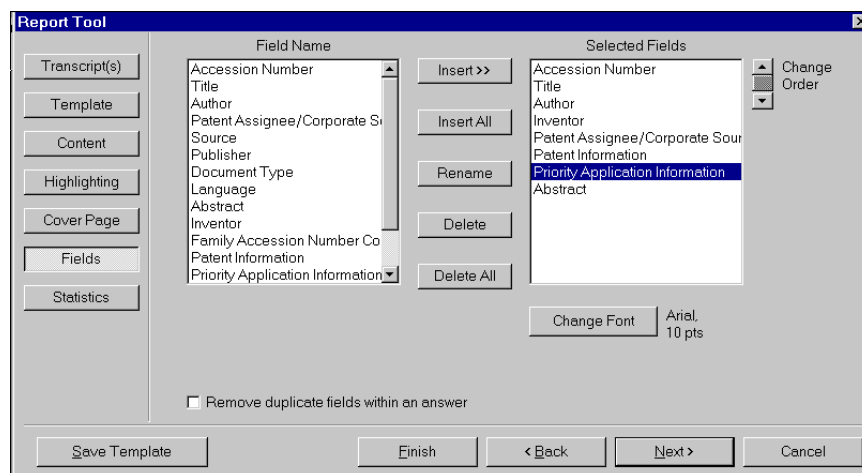 Report Tool
Transcript(s)
Template
Content
Highlighting
Cover Page
Fields
Statistics
Field Name
Accession Number
Title
Author
Patent Assignee/Corporate So
Source
Publisher
Document Type
Language
Abstract
Inventor
Family Accession Number Co
Patent Information
Priority Application Information
Insert >>
Insert All
Rename
Delete
Delete All
Selected Fields
Accession Number
Title
Author
Inventor
Patent Assignee/Corporate Sour
Patent Information
Priority Application Information
Abstract
Change
Order
Change Font
Arial,
10 pts
Remove duplicate fields within an answer
Save Template
Finish
< Back
Next >
Cancel